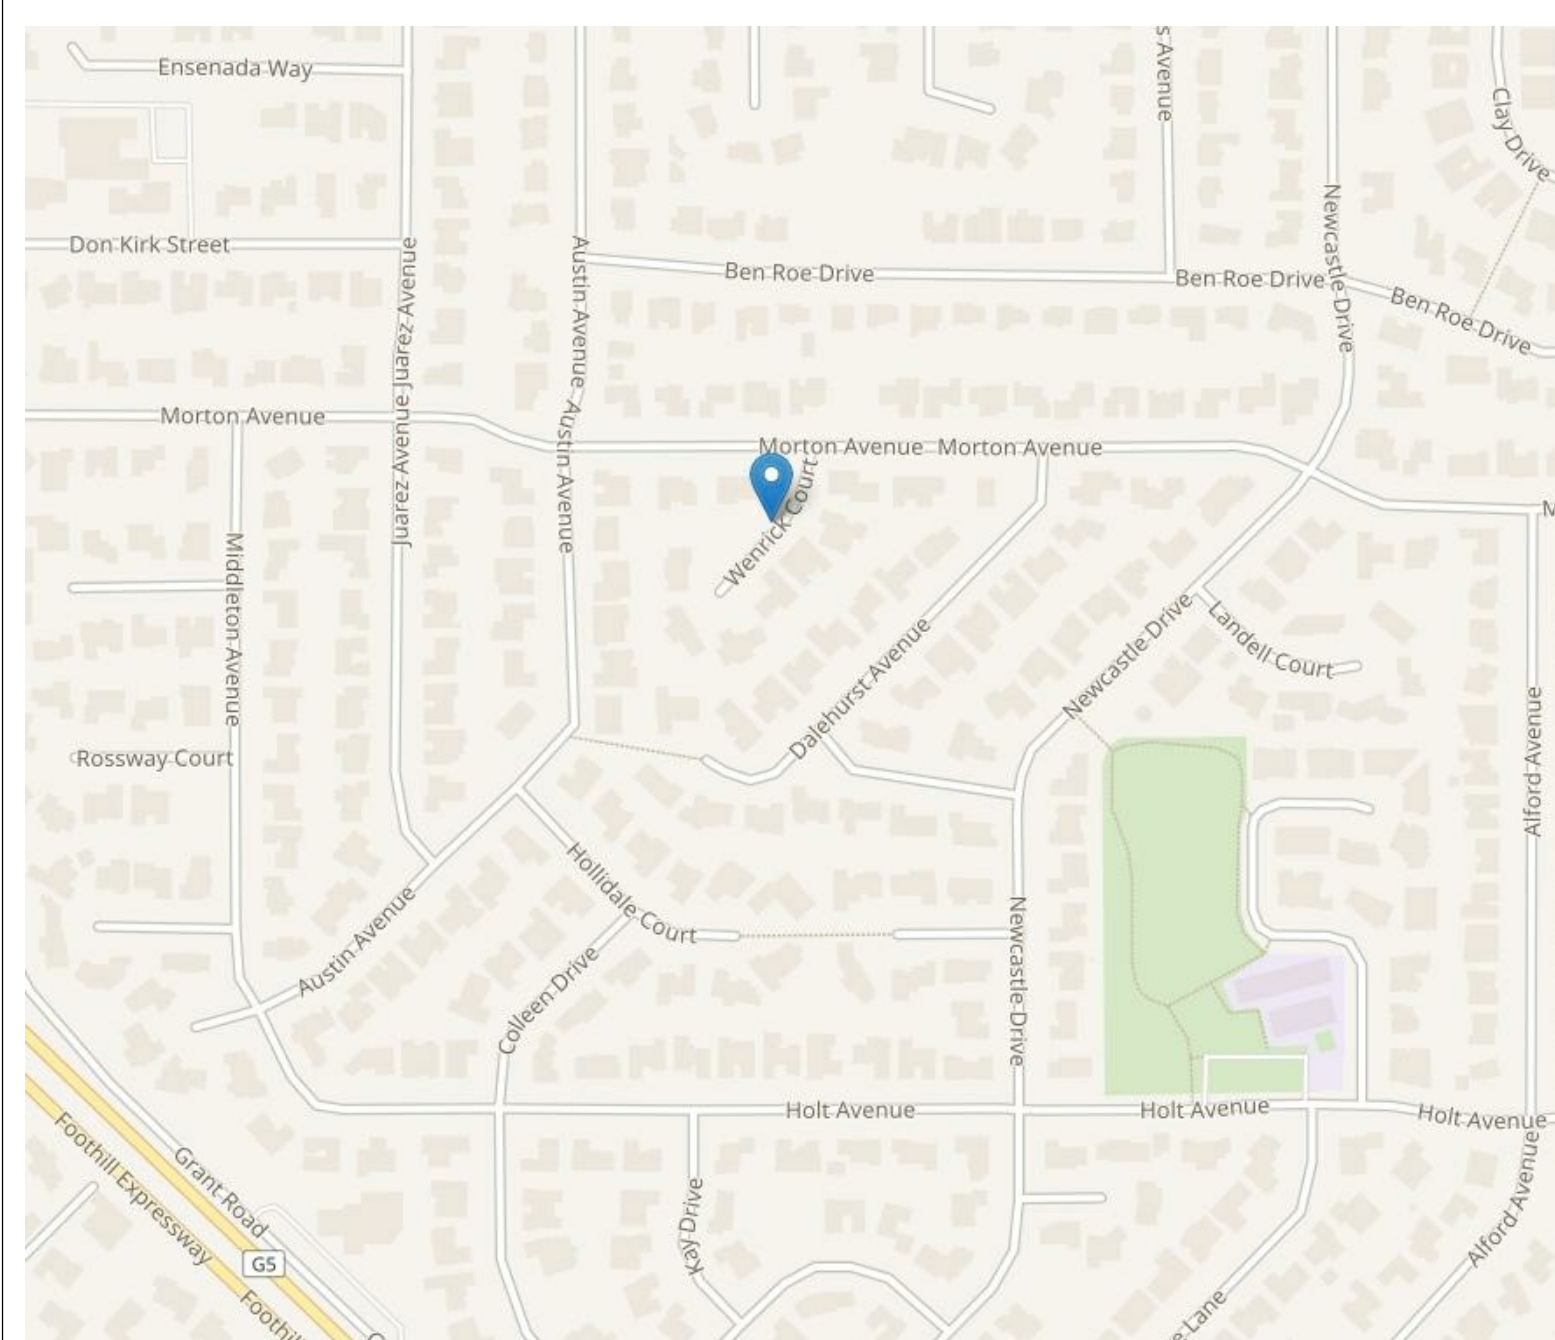 Ensenada Way
s Avenue
Clay Drive
Don Kirk Street
Juarez Avenue
Austin Avenue
Newcastle Drive
Ben Roe Drive
Ben Roe Drive
Ben Roe Drive
Juarez Avenue
Austin Avenue
Morton Avenue
Morton Avenue
Morton Avenue
M
Wenrick Court
Middleton Avenue
Landell Court
Newcastle Drive
Dalehurst Avenue
Rossway Court
Alford Avenue
Hollidale Court
Austin Avenue
Colleen Drive
Newcastle Drive
Holt Avenue
Holt Avenue
Holt Avenue
Foothill Expressway
Grant Road
Kay Drive
Alford Avenue
G5
Foothil
G
e Lane